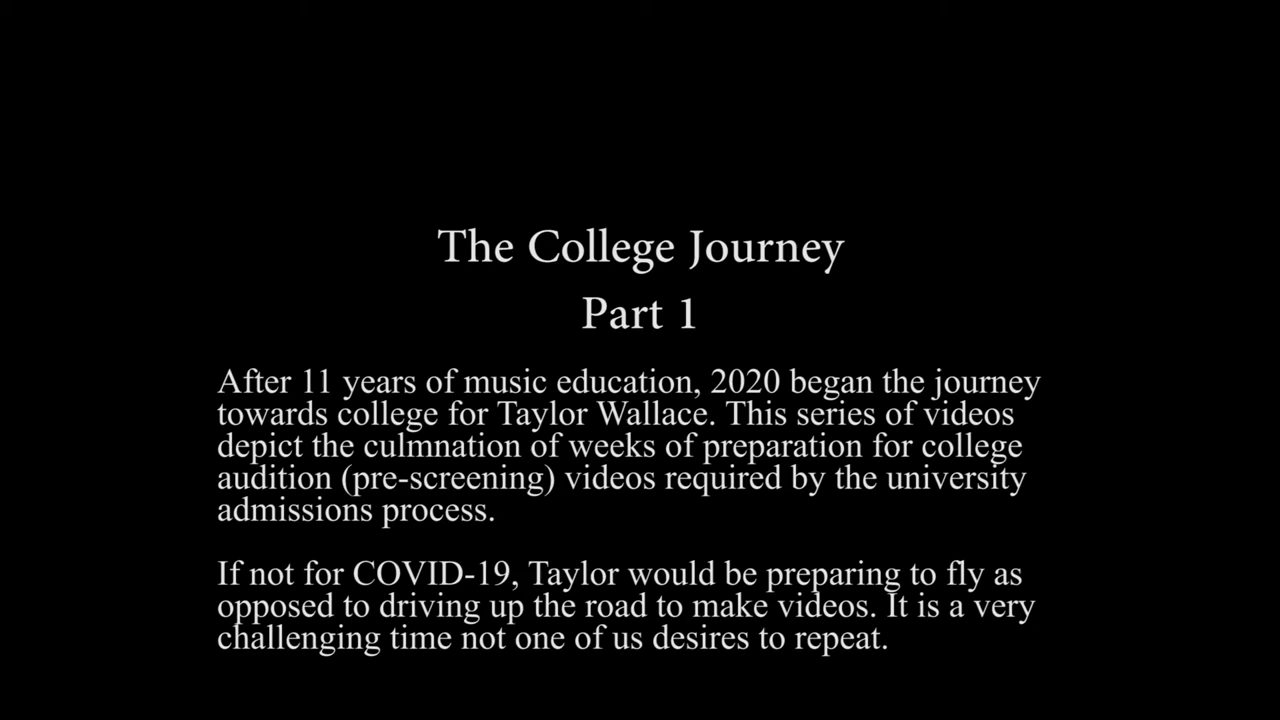 The College Journey
Part 1
After 11 years of music education, 2020 began the journey
towards college for Taylor Wallace. This series of videos
depict the culmnation of weeks of preparation for college
audition (pre-screening) videos required by the university
admissions process.
If not for COVID-19, Taylor would be preparing to fly as
opposed to driving up the road to make videos. It is a very
challenging time not one of us desires to repeat.